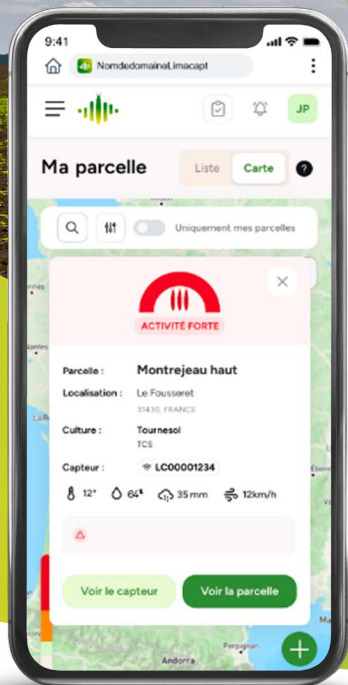 9:41
NomdedomaineLimacapt
JP
Ma parcelle
Liste
Carte
?
Uniquement mes parcelles
ACTIVITÉ FORTE
Parcelle :
Montrejeau haut
Localisation :
Le Fousseret
31430, FRANCE
Culture :
Tournesol
TCS
Capteur :
LC00001234
12°
64%
35 mm
12km/h
Voir le capteur
Voir la parcelle
Perpignan
Andorra